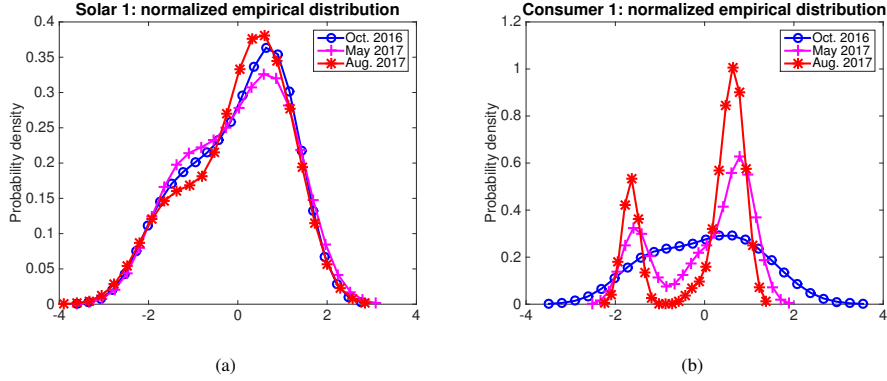 Solar 1: normalized empirical distribution
0.4
0.35
0.3
0.25
0.2
0.15
0.1
0.05
0
Probability density
Oct. 2016
May 2017
Aug. 2017
-4 -2 0 2 4
(a)
Consumer 1: normalized empirical distribution
1.2
1
0.8
0.6
0.4
0.2
0
Probability density
Oct. 2016
May 2017
Aug. 2017
-4 -2 0 2 4
(b)